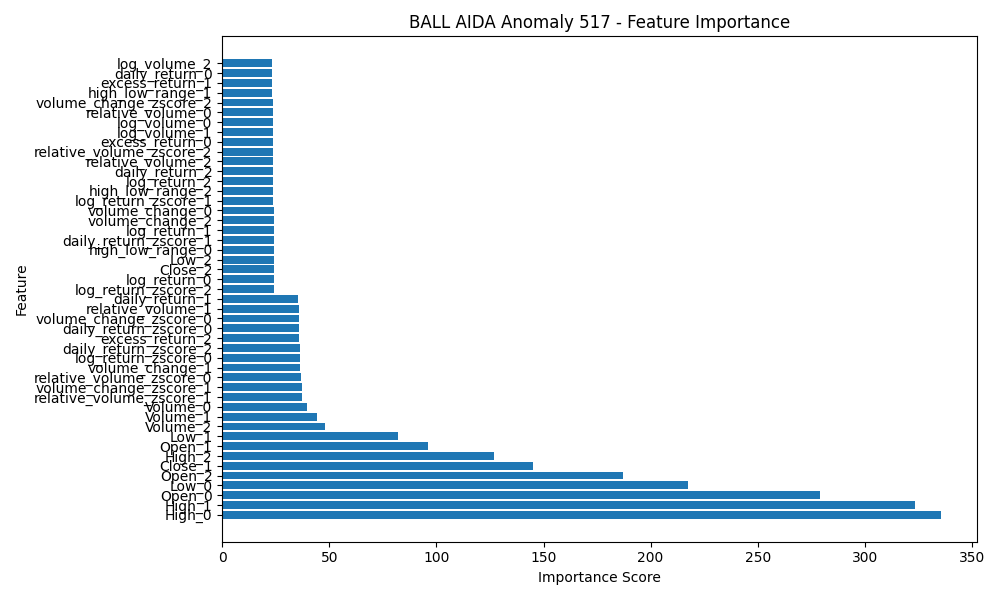 BALL AIDA Anomaly 517 - Feature Importance
log_volume_2
daily_return_0
excess_return_1
high_low_range_1
volume_change_zscore_2
relative_volume_0
log_volume_0
log_volume_1
excess_return_0
relative_volume_zscore_2
relative_volume_2
daily_return_2
log_return_2
high_low_range_2
log_return_zscore_1
volume_change_0
volume_change_2
log_return_1
daily_return_zscore_1
high_low_range_0
Low_2
Close_2
log_return_0
log_return_zscore_2
daily_return_1
relative_volume_1
volume_change_zscore_0
daily_return_zscore_0
excess_return_2
daily_return_zscore_2
log_return_zscore_0
volume_change_1
relative_volume_zscore_0
volume_change_zscore_1
relative_volume_zscore_1
Volume_0
Volume_1
Volume_2
Low_1
Open_1
High_2
Close_1
Open_2
Low_0
Open_0
High_1
High_0
Feature
0 50 100 150 200 250 300 350
Importance Score